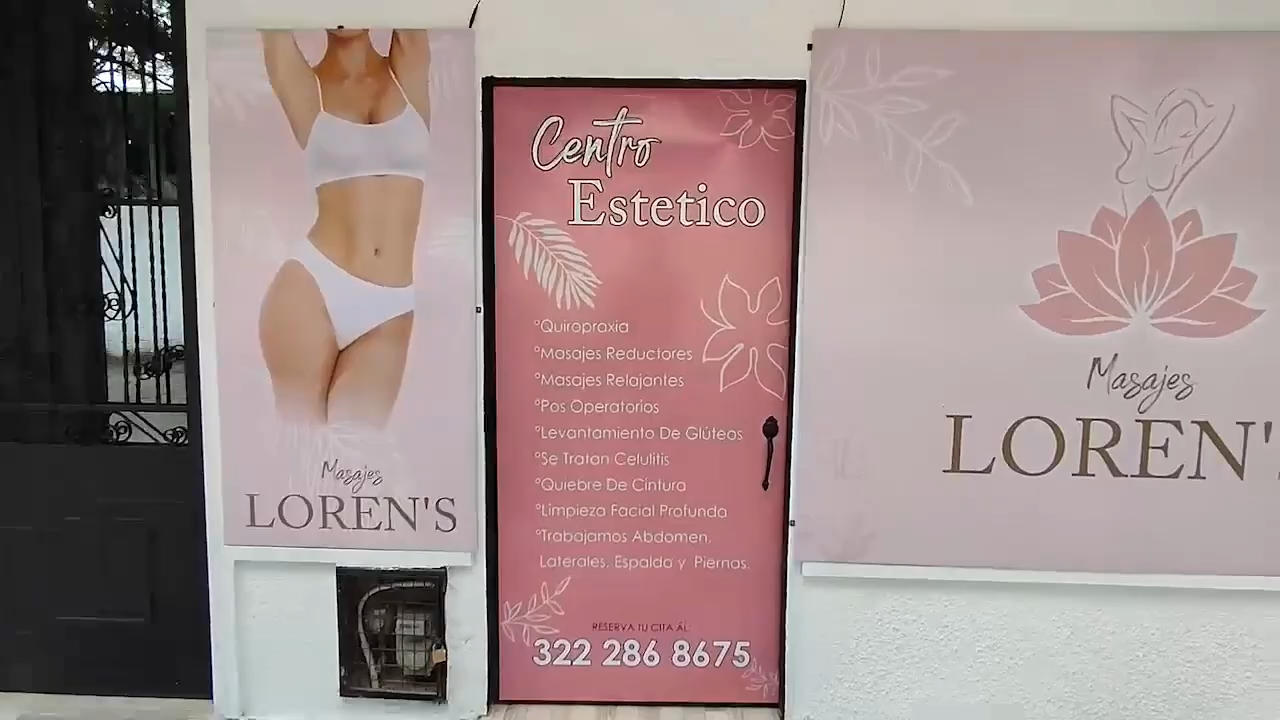 Masajes
LOREN'S
Centro
Estetico
°Quiropraxia
°Masajes Reductores
°Masajes Relajantes
°Pos Operatorios
°Levantamiento De Glúteos
°Se Tratan Celulitis
°Quiebre De Cintura
°Limpieza Facial Profunda
°Trabajamos Abdomen,
Laterales, Espalda y Piernas.
RESERVA TU CITA ÁL:
322 286 8675
Masajes
LOREN'S